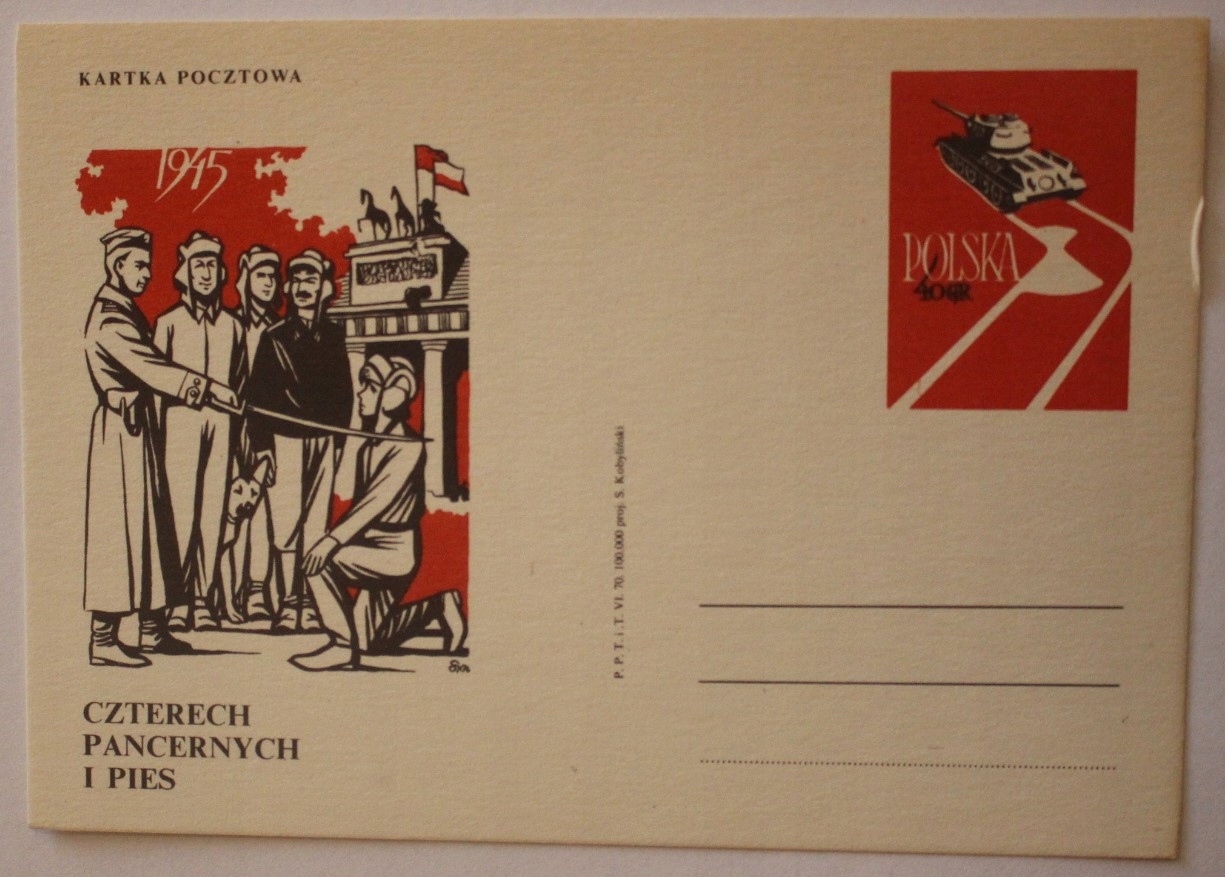 KARTKA POCZTOWA
1945
POLSKA
40 GR
P. P. T. i .T. VI. 70. 100.000 proj. S. Kobyliński
CZTERECH
PANCERNYCH
I PIES